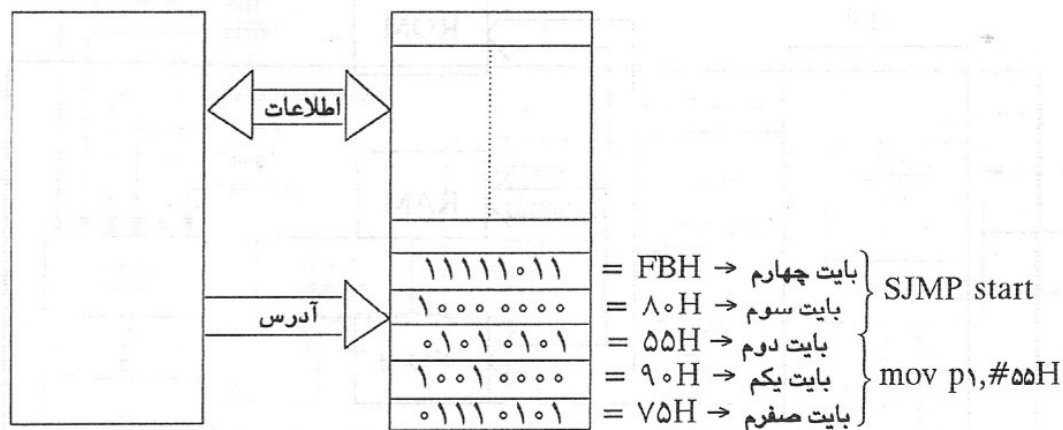 اطلاعات
آدرس
۱۱۱۱۱۰۱۱ = FBH → بایت چهارم
۱۰۰۰ ۰۰۰۰ = ۸۰H → بایت سوم
SJMP start
۰۱۰۱ ۰۱۰۱ = ۵۵H → بایت دوم
۱۰۰۱ ۰۰۰۰ = ۹۰H → بایت یکم
۰۱۱۱ ۰۱۰۱ = ۷۵H → بایت صفرم
mov p۱,#۵۵H